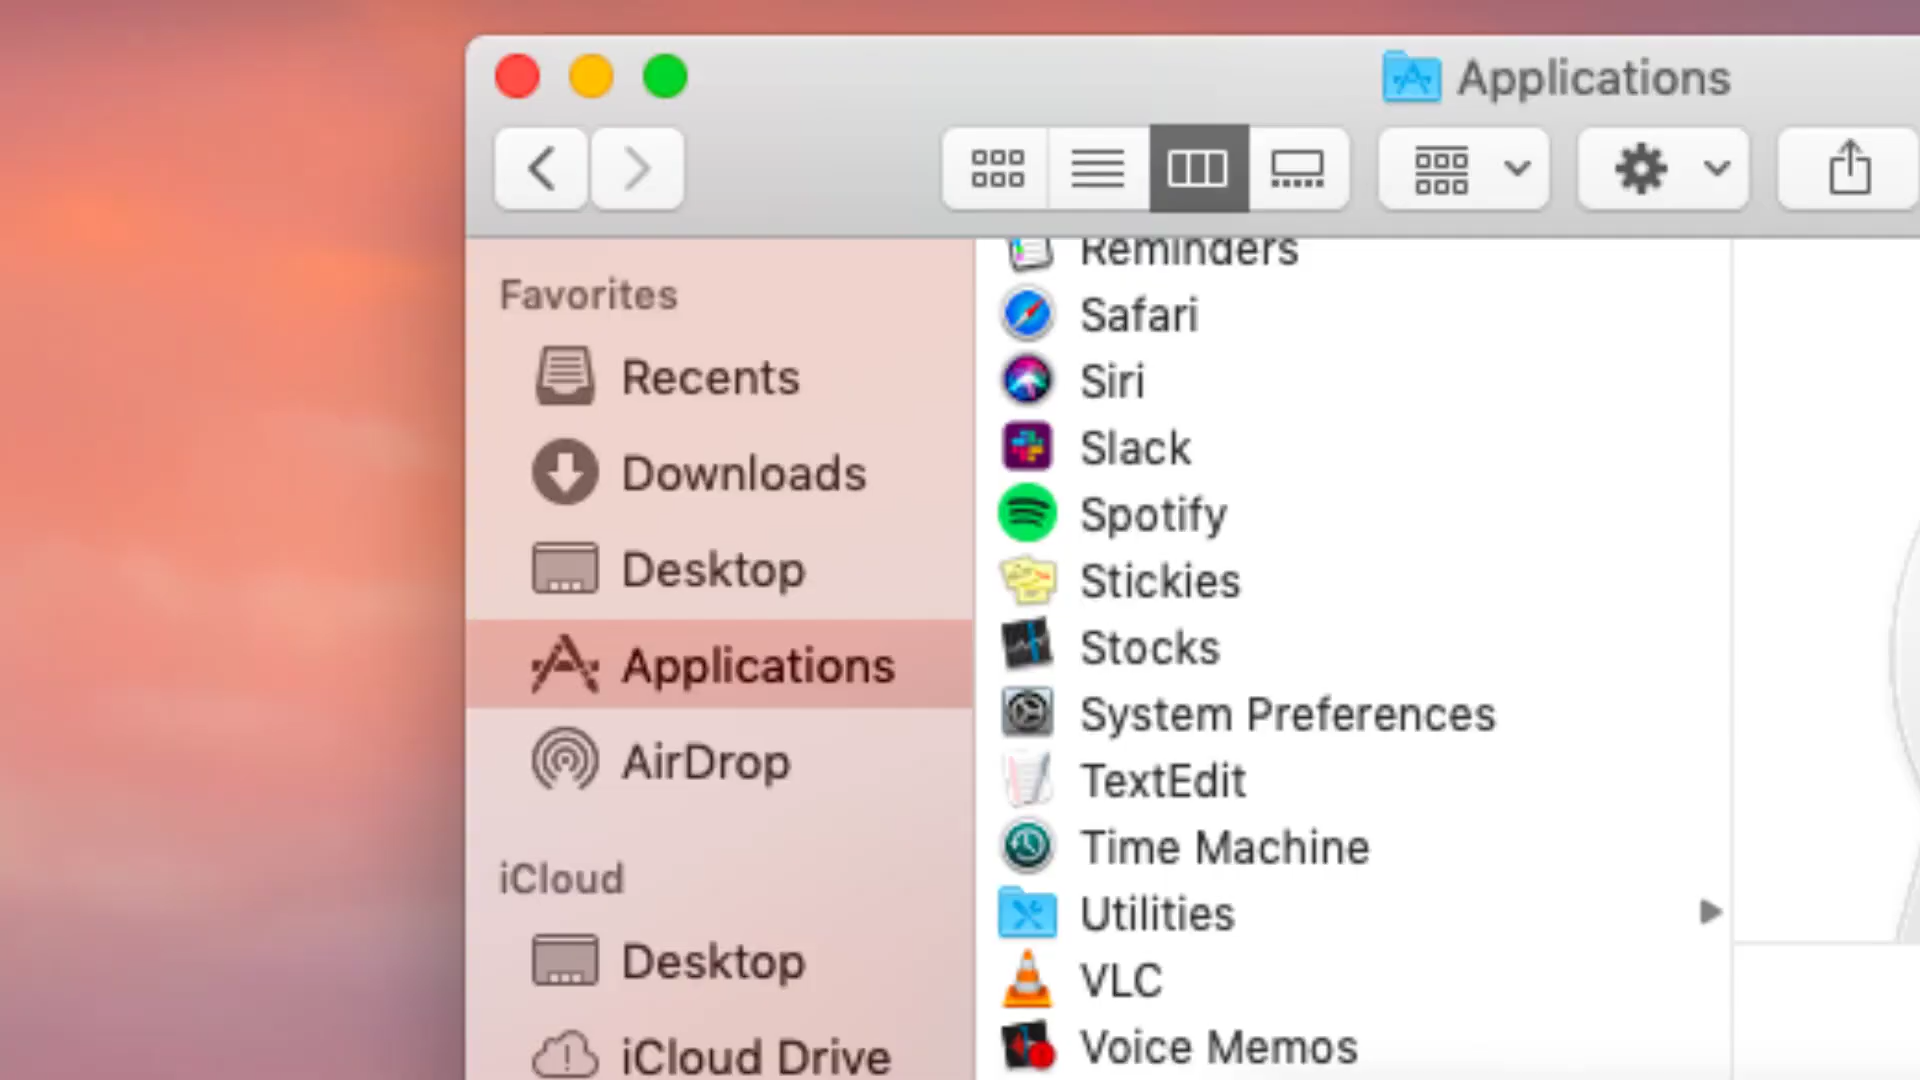 Applications
Favorites
Recents
Downloads
Desktop
Applications
AirDrop
iCloud
Desktop
iCloud Drive
Reminders
Safari
Siri
Slack
Spotify
Stickies
Stocks
System Preferences
TextEdit
Time Machine
Utilities
VLC
Voice Memos